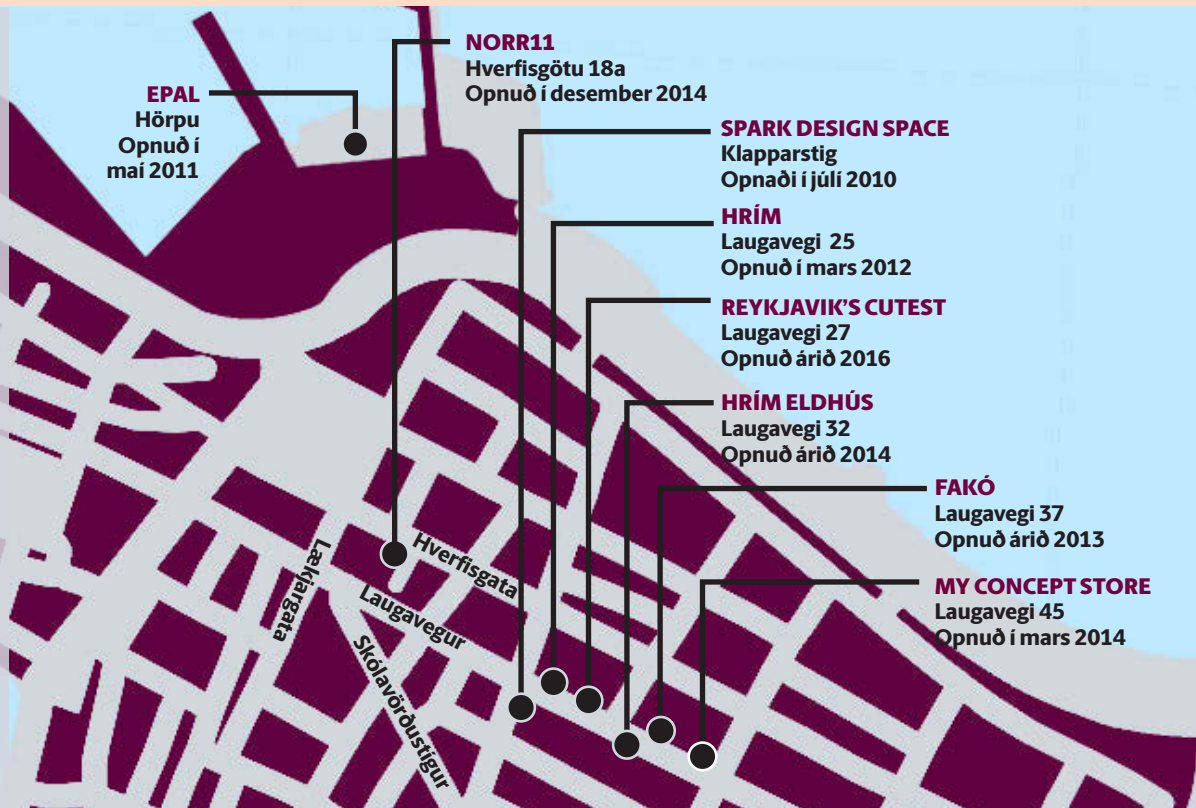 NORR11
Hverfisgötu 18a
Opnuð í desember 2014
EPAL
Hörpu
Opnuð í
maí 2011
SPARK DESIGN SPACE
Klapparstig
Opnaði í júlí 2010
HRÍM
Laugavegi 25
Opnuð í mars 2012
REYKJAVIK'S CUTEST
Laugavegi 27
Opnuð árið 2016
HRÍM ELDHÚS
Laugavegi 32
Opnuð árið 2014
FAKÓ
Laugavegi 37
Opnuð árið 2013
MY CONCEPT STORE
Laugavegi 45
Opnuð í mars 2014
Hverfisgata
Lækjargata
Laugavegur
Skólavörðustígur